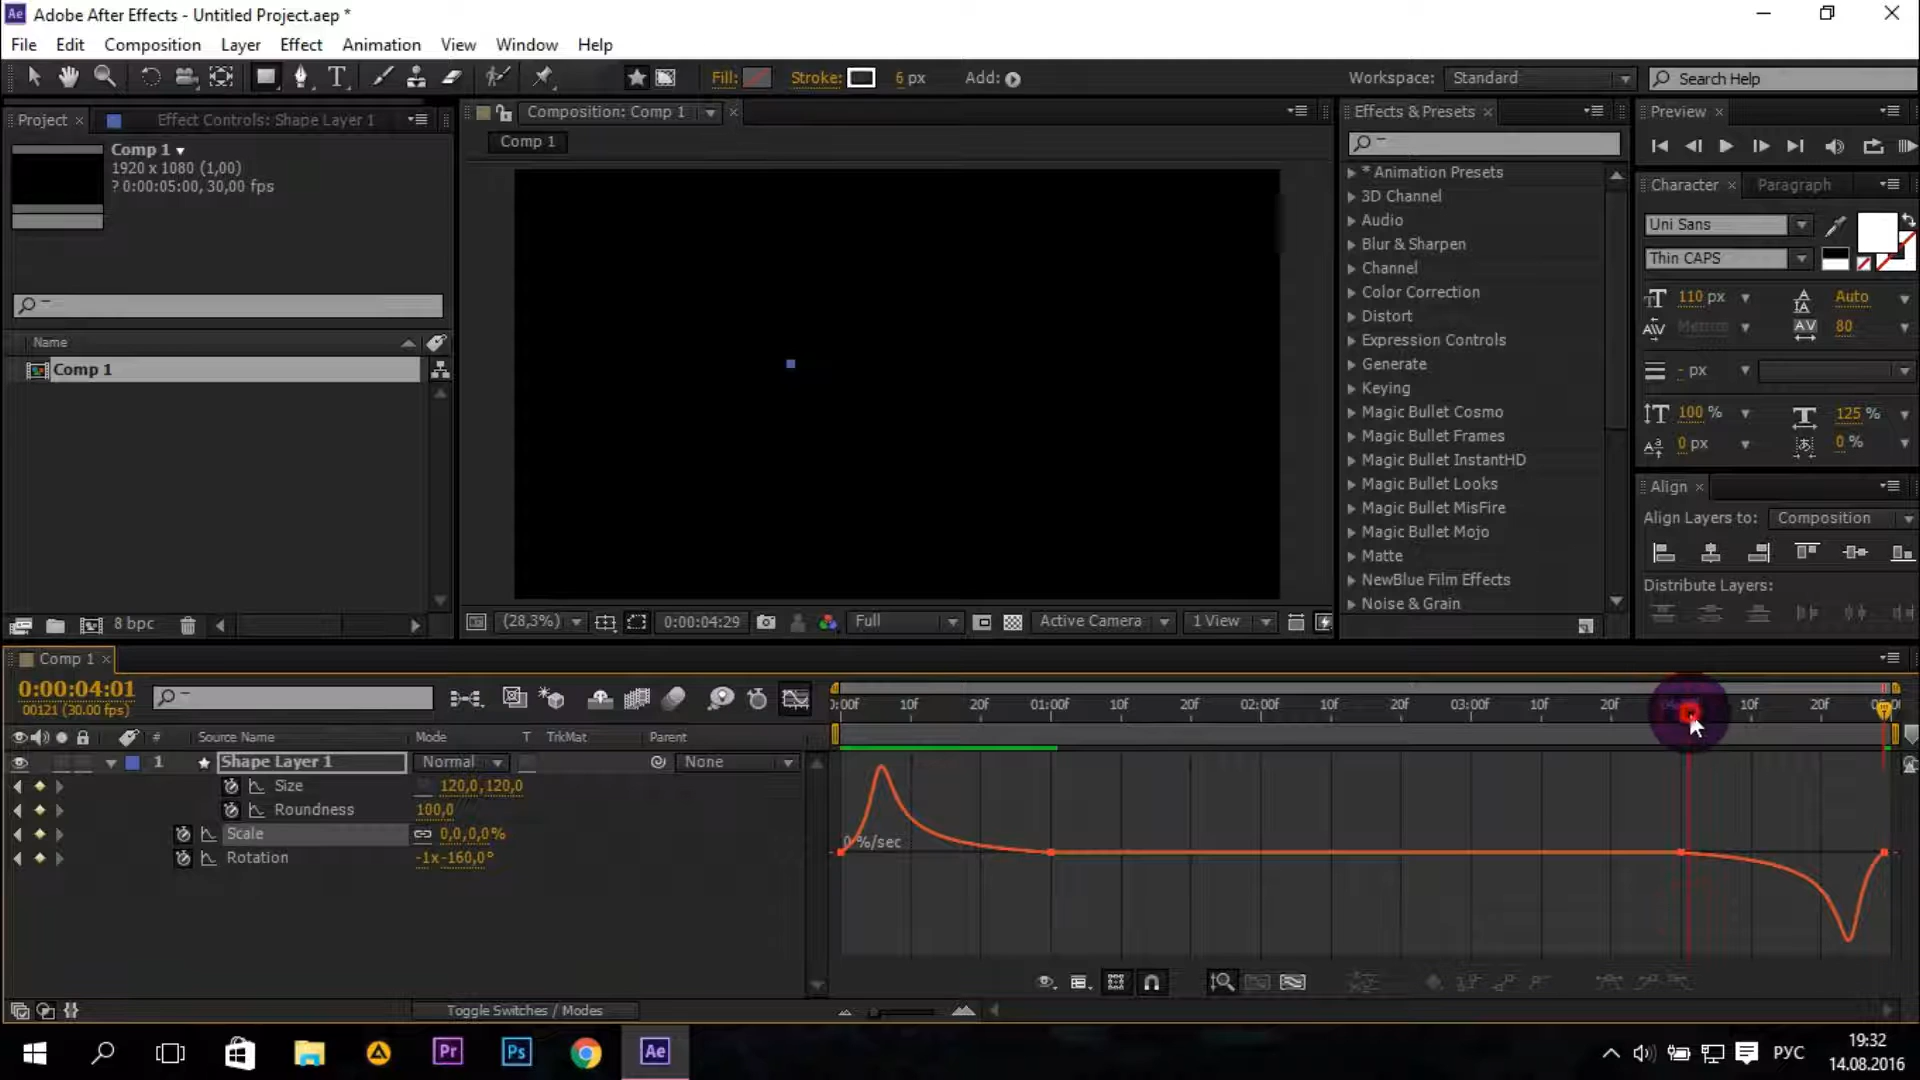 Adobe After Effects - Untitled Project.aep *
File Edit Composition Layer Effect Animation View Window Help
Fill: Stroke: 6 px Add:
Workspace: Standard
Search Help
Project Effect Controls: Shape Layer 1
Comp 1
1920 x 1080 (1,00)
? 0:00:05:00, 30,00 fps
Name
Comp 1
8 bpc
Composition: Comp 1
Comp 1
(28,3%) 0:00:04:29 Full Active Camera 1 View
Effects & Presets
* Animation Presets
3D Channel
Audio
Blur & Sharpen
Channel
Color Correction
Distort
Expression Controls
Generate
Keying
Magic Bullet Cosmo
Magic Bullet Frames
Magic Bullet InstantHD
Magic Bullet Looks
Magic Bullet MisFire
Magic Bullet Mojo
Matte
NewBlue Film Effects
Noise & Grain
Preview
Character Paragraph
Uni Sans
Thin CAPS
110 px Auto
Metrics 80
- px
100 % 125 %
0 px 0 %
Align
Align Layers to: Composition
Distribute Layers:
Comp 1
0:00:04:01
00121 (30.00 fps)
# Source Name Mode T TrkMat Parent
1 Shape Layer 1 Normal None
Size 120,0,120,0
Roundness 100,0
Scale 0,0,0,0%
Rotation -1x-160,0°
Toggle Switches / Modes
0:00f 10f 20f 01:00f 10f 20f 02:00f 10f 20f 03:00f 10f 20f 10f 20f
0 %/sec
Pr Ps Ae
РУС
19:32
14.08.2016